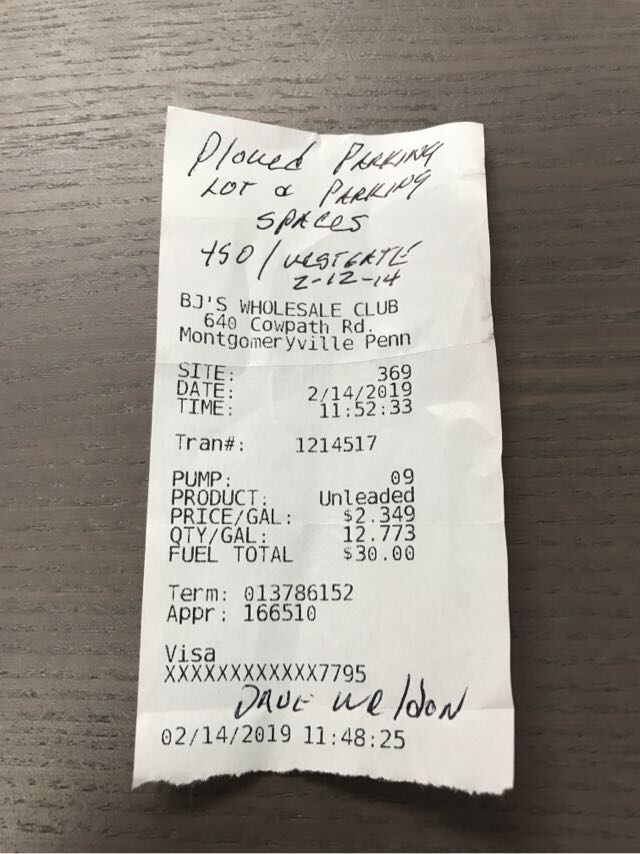 Plowed PARKING
LOT & PARKING
SPACES
450 / WESTGATE
2-12-14
BJ'S WHOLESALE CLUB
640 Cowpath Rd.
Montgomeryville Penn
SITE: 369
DATE: 2/14/2019
TIME: 11:52:33
Tran#: 1214517
PUMP: 09
PRODUCT: Unleaded
PRICE/GAL: $2.349
QTY/GAL: 12.773
FUEL TOTAL $30.00
Term: 013786152
Appr: 166510
Visa
XXXXXXXXXXXX7795
DAVE WELDON
02/14/2019 11:48:25